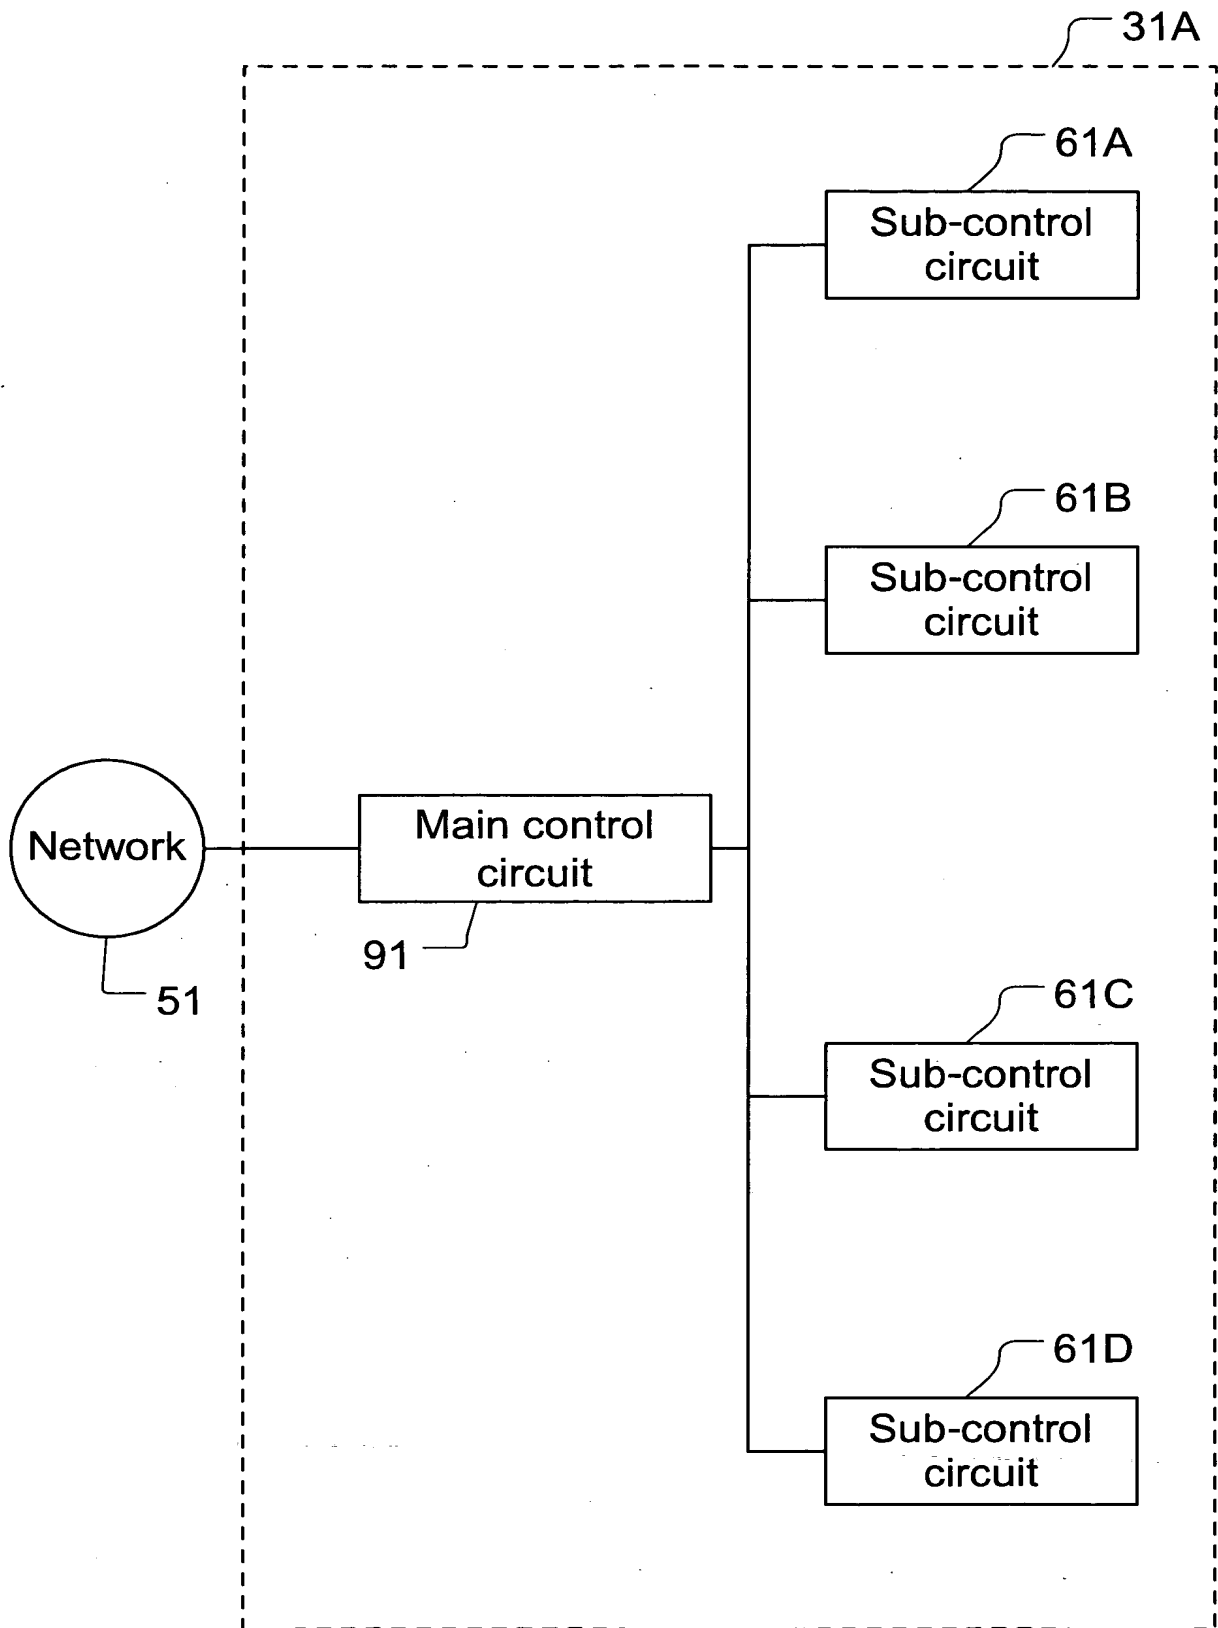 31A
61A
Sub-control
circuit
61B
Sub-control
circuit
Network
Main control
circuit
91
51
61C
Sub-control
circuit
61D
Sub-control
circuit